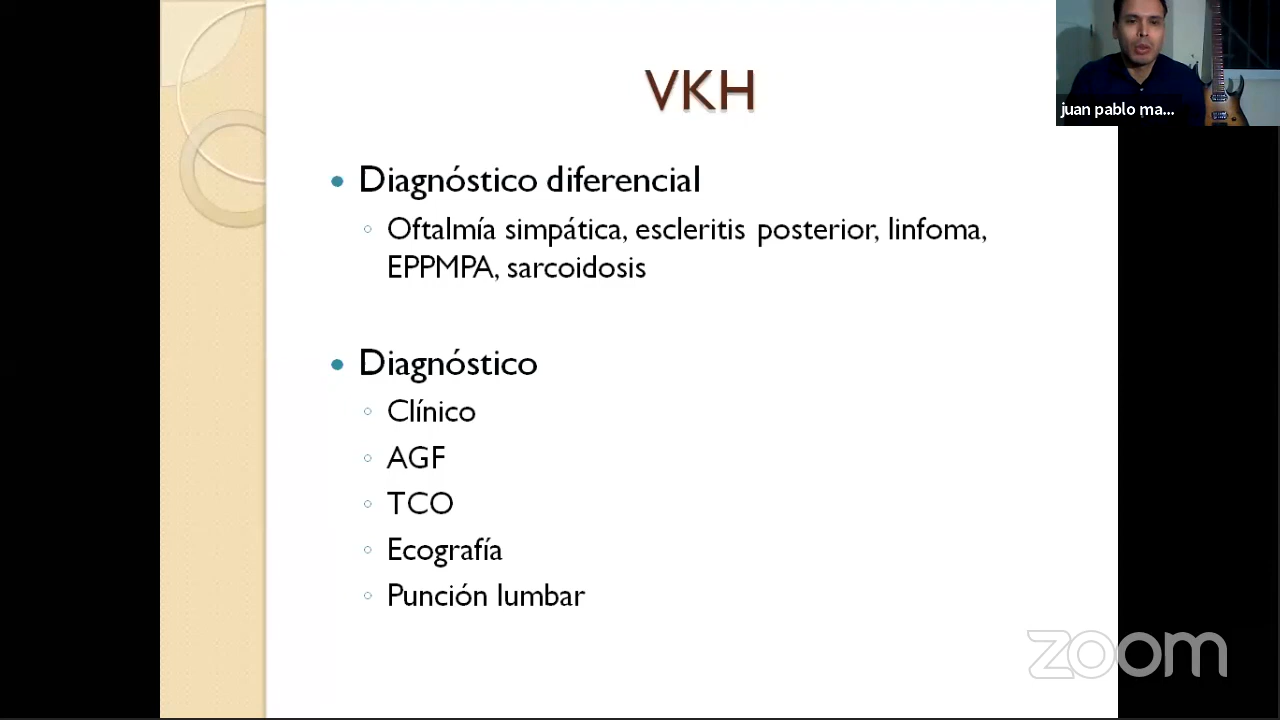 VKH
Diagnóstico diferencial
Oftalmía simpática, escleritis posterior, linfoma,
EPPMPA, sarcoidosis
Diagnóstico
Clínico
AGF
TCO
Ecografía
Punción lumbar
juan pablo ma...
zoom